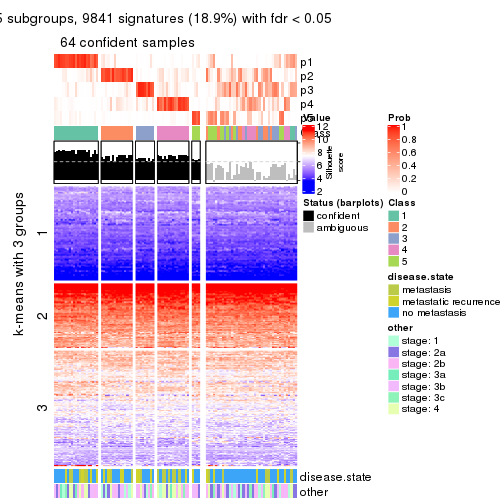 5 subgroups, 9841 signatures (18.9%) with fdr < 0.05
64 confident samples
p1
p2
p3
p4
Value
12
10
8
6
4
2
Silhouette
score
Prob
1
0.8
0.6
0.4
0.2
0
Status (barplots)
confident
ambiguous
Class
1
2
3
4
5
disease.state
metastasis
metastatic recurrence
no metastasis
other
stage: 1
stage: 2a
stage: 2b
stage: 3a
stage: 3b
stage: 3c
stage: 4
k-means with 3 groups
1
2
3
disease.state
other